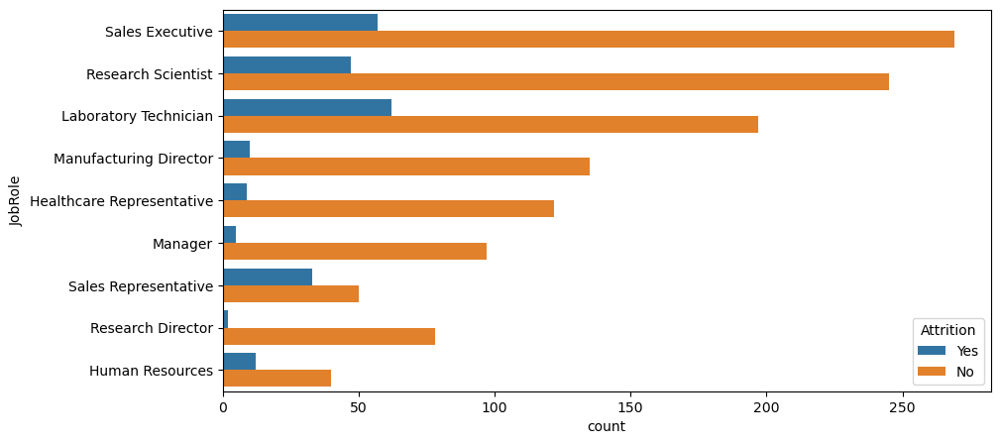 Sales Executive
Research Scientist
Laboratory Technician
Manufacturing Director
Healthcare Representative
Manager
Sales Representative
Research Director
Human Resources
JobRole
0 50 100 150 200 250
count
Attrition
Yes
No